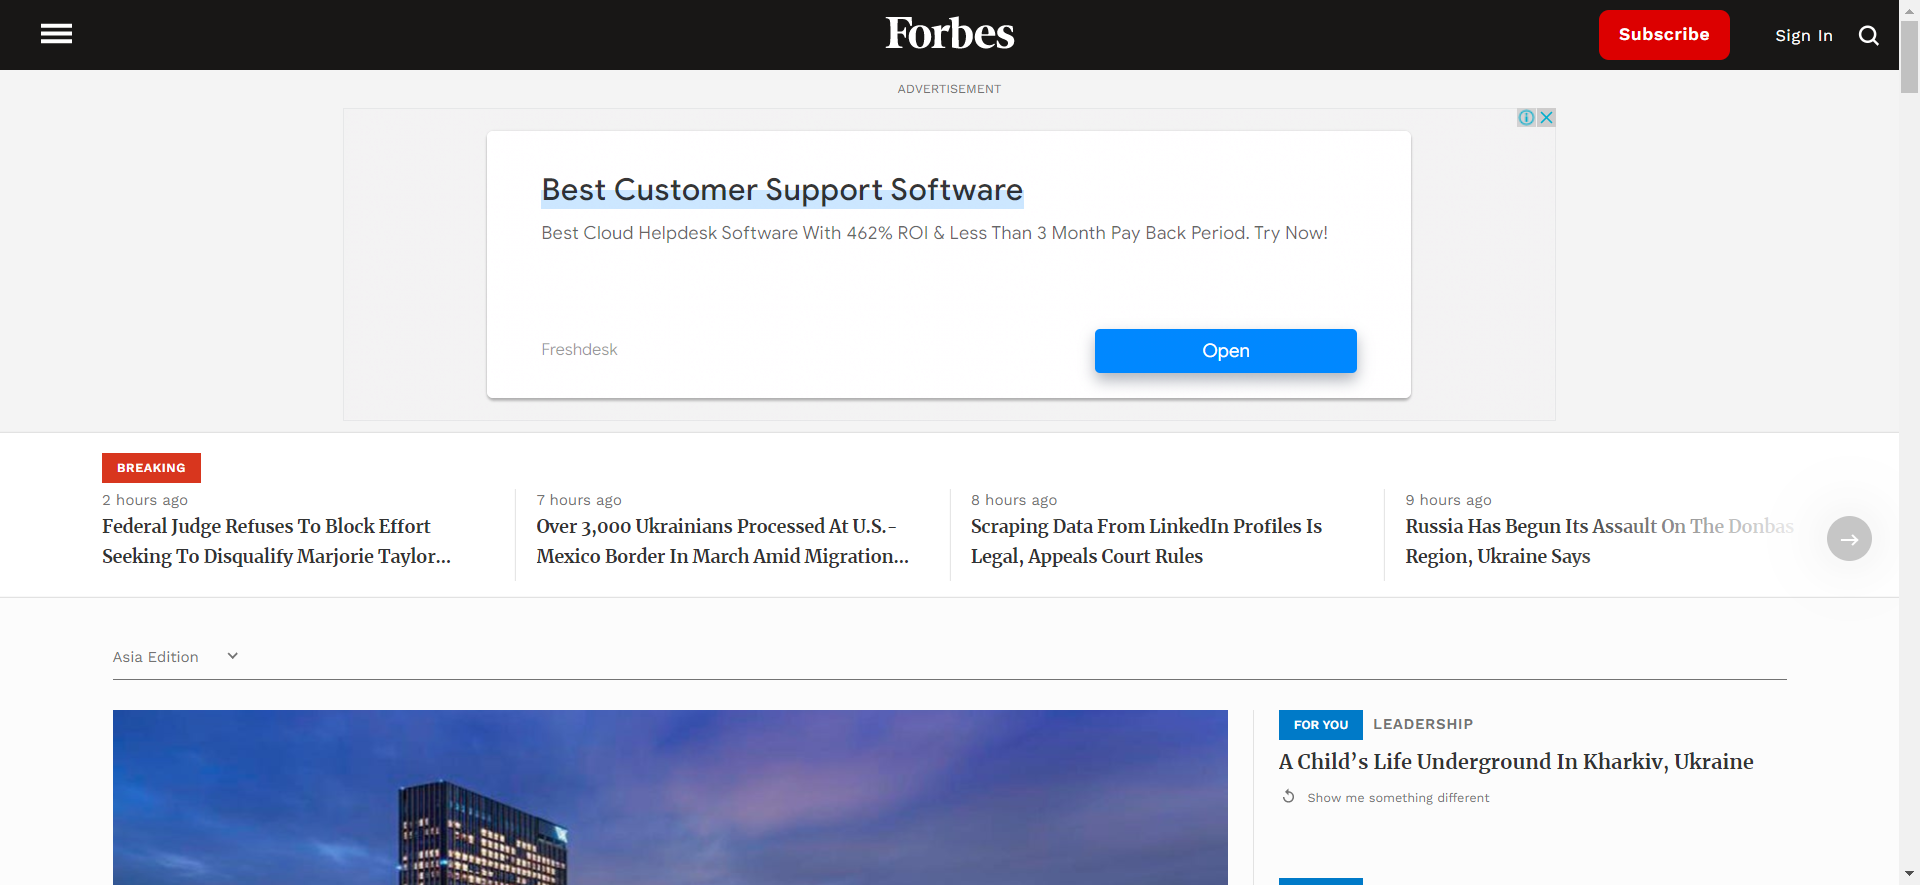 Forbes
Subscribe
Sign In
ADVERTISEMENT
Best Customer Support Software
Best Cloud Helpdesk Software With 462% ROI & Less Than 3 Month Pay Back Period. Try Now!
Freshdesk
Open
BREAKING
2 hours ago
Federal Judge Refuses To Block Effort
Seeking To Disqualify Marjorie Taylor...
7 hours ago
Over 3,000 Ukrainians Processed At U.S.-
Mexico Border In March Amid Migration...
8 hours ago
Scraping Data From LinkedIn Profiles Is
Legal, Appeals Court Rules
9 hours ago
Russia Has Begun Its Assault On The Donbas
Region, Ukraine Says
Asia Edition
FOR YOU
LEADERSHIP
A Child’s Life Underground In Kharkiv, Ukraine
Show me something different